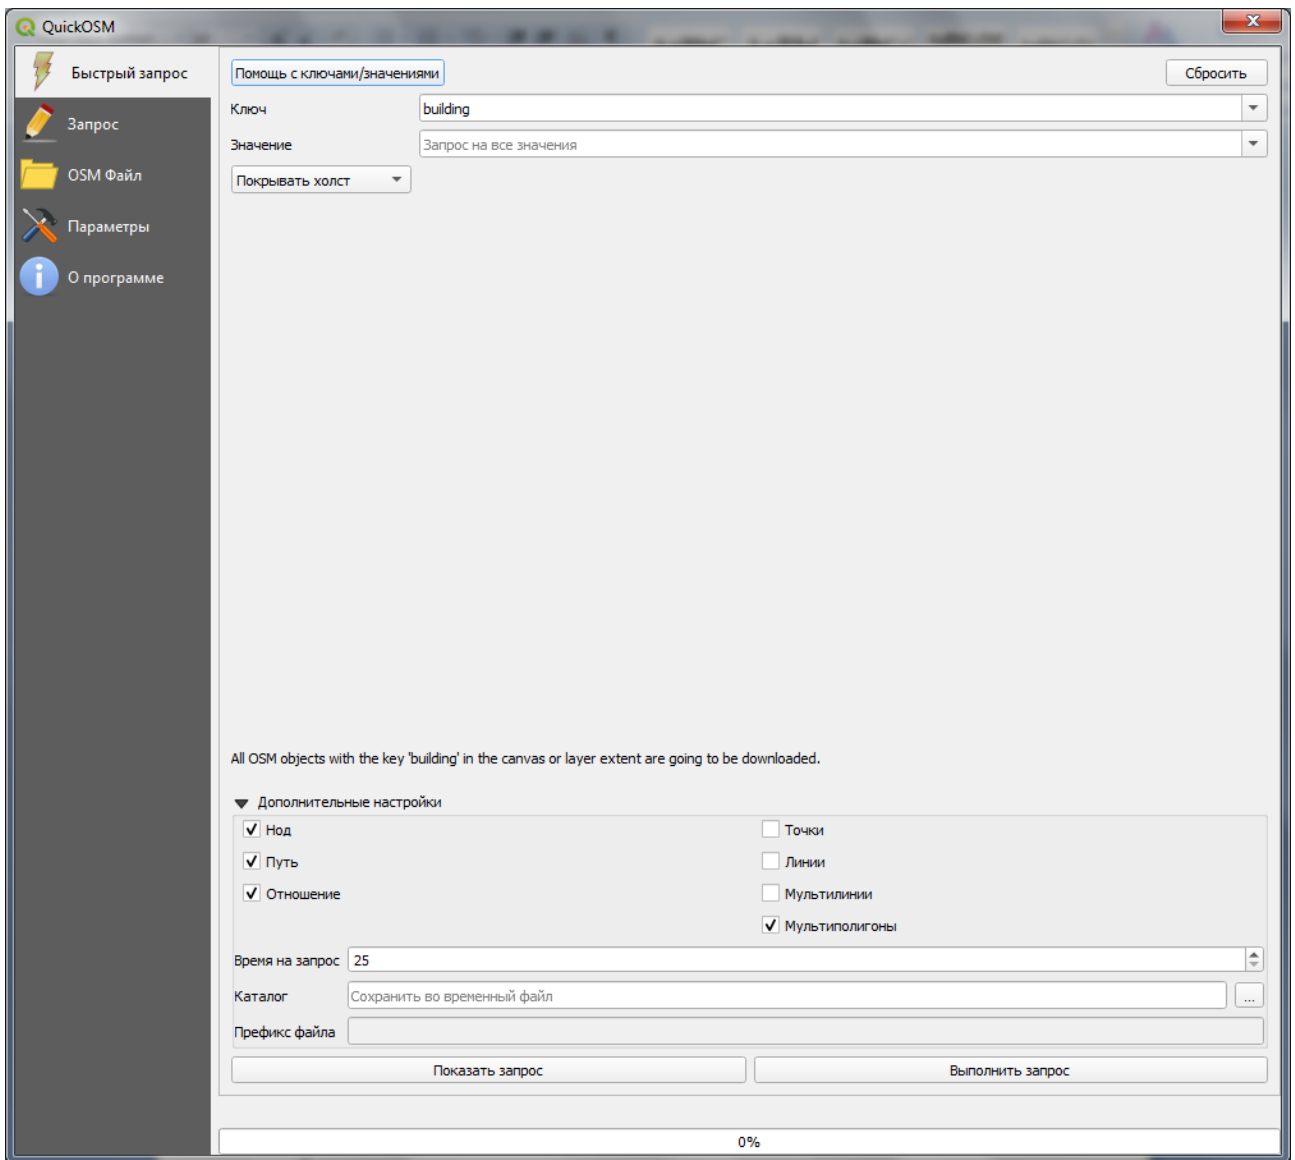 QuickOSM
Быстрый запрос
Запрос
OSM Файл
Параметры
О программе
Помощь с ключами/значениями
Сбросить
Ключ
building
Значение
Запрос на все значения
Покрывать холст
All OSM objects with the key 'building' in the canvas or layer extent are going to be downloaded.
Дополнительные настройки
Нод
Точки
Путь
Линии
Отношение
Мультилинии
Мультиполигоны
Время на запрос 25
Каталог Сохранить во временный файл ...
Префикс файла
Показать запрос
Выполнить запрос
0%